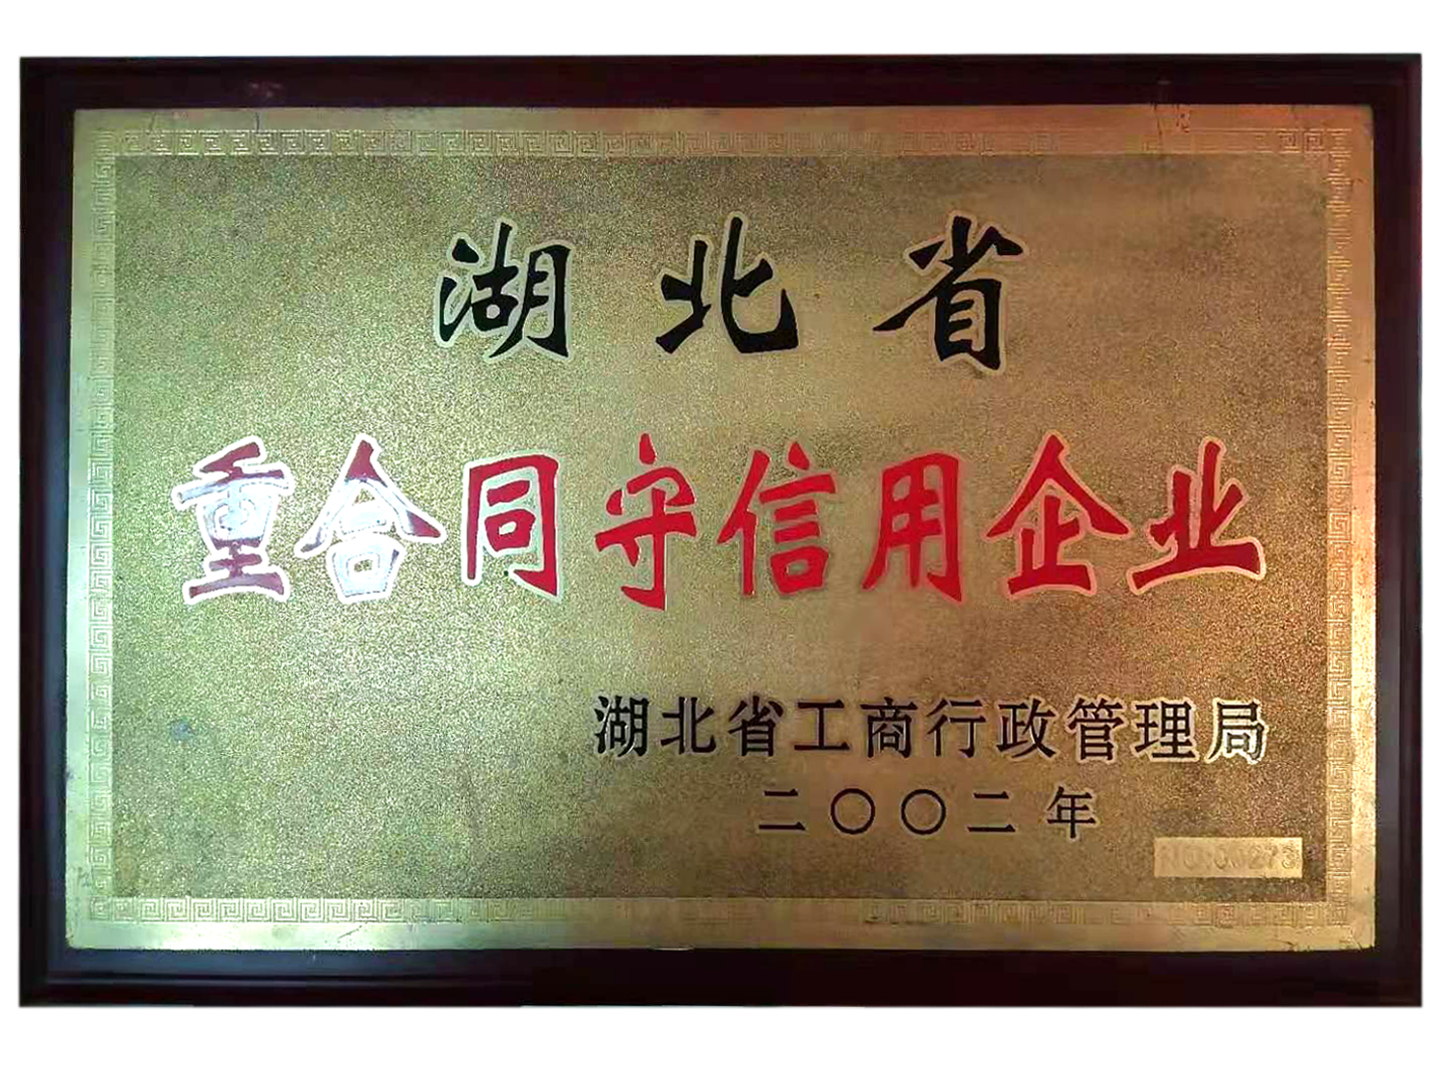 湖北省
重合同守信用企业
湖北省工商行政管理局
二〇〇二年